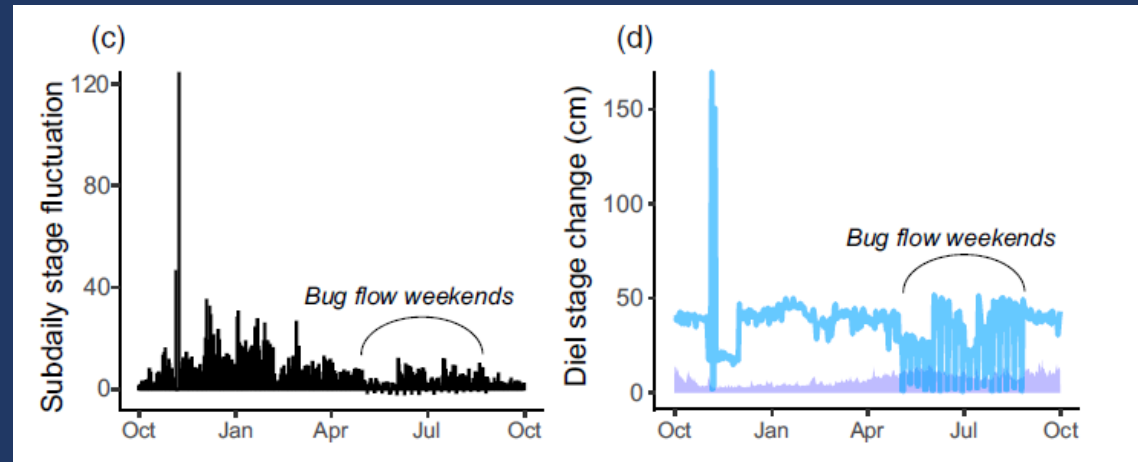 (c)
Subdaily stage fluctuation
120
80
40
0
Bug flow weekends
Oct Jan Apr Jul Oct
(d)
Diel stage change (cm)
150
100
50
0
Bug flow weekends
Oct Jan Apr Jul Oct